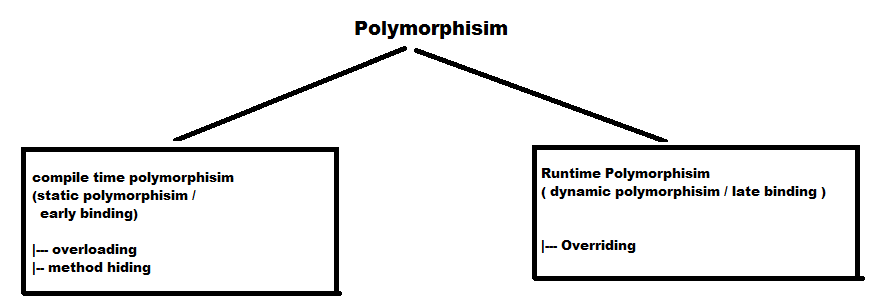 Polymorphisim
compile time polymorphisim
(static polymorphisim /
early binding)
|--- overloading
|-- method hiding
Runtime Polymorphisim
( dynamic polymorphisim / late binding )
|--- Overriding